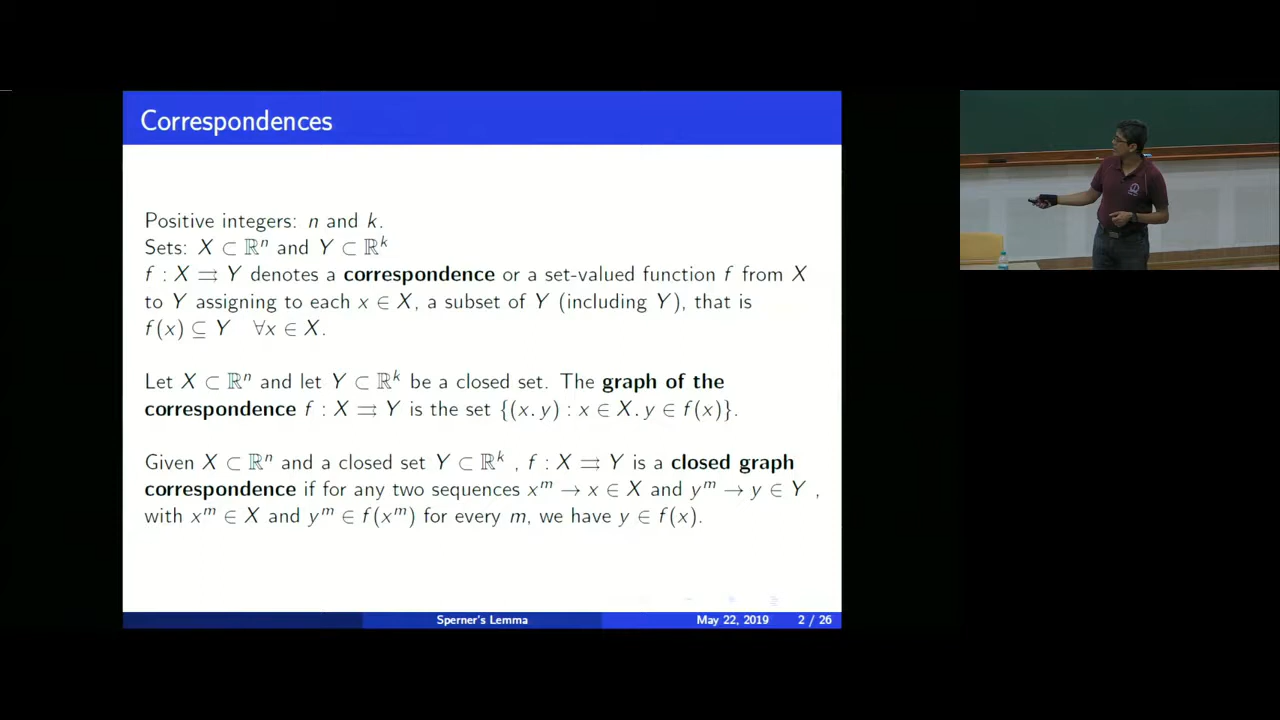 Correspondences
Positive integers: n and k.
Sets: X ⊂ ℝⁿ and Y ⊂ ℝᵏ
f : X ⇉ Y denotes a correspondence or a set-valued function f from X
to Y assigning to each x ∈ X, a subset of Y (including Y), that is
f(x) ⊆ Y ∀x ∈ X.
Let X ⊂ ℝⁿ and let Y ⊂ ℝᵏ be a closed set. The graph of the
correspondence f : X ⇉ Y is the set {(x.y) : x ∈ X.y ∈ f(x)}.
Given X ⊂ ℝⁿ and a closed set Y ⊂ ℝᵏ , f : X ⇉ Y is a closed graph
correspondence if for any two sequences xᵐ → x ∈ X and yᵐ → y ∈ Y ,
with xᵐ ∈ X and yᵐ ∈ f(xᵐ) for every m, we have y ∈ f(x).
Sperner's Lemma May 22, 2019 2 / 26